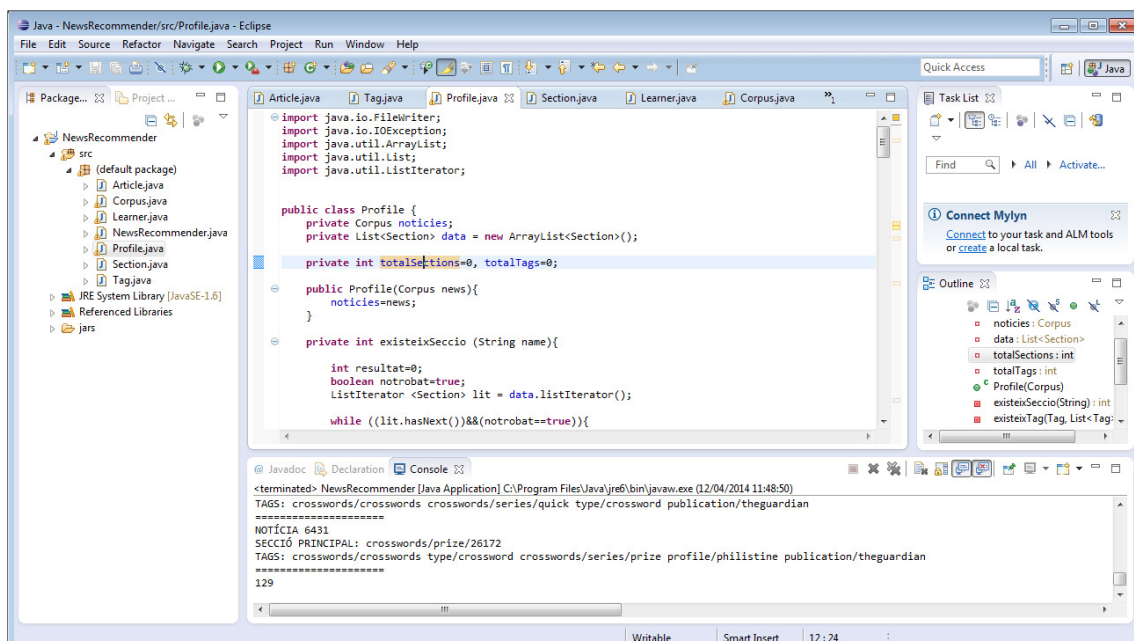 Java - NewsRecommender/src/Profile.java - Eclipse
File Edit Source Refactor Navigate Search Project Run Window Help
Quick Access
Java
Package...
Project ...
NewsRecommender
src
(default package)
Article.java
Corpus.java
Learner.java
NewsRecommender.java
Profile.java
Section.java
Tag.java
JRE System Library [JavaSE-1.6]
Referenced Libraries
jars
Article.java Tag.java Profile.java Section.java Learner.java Corpus.java »1
import java.io.FileWriter;
import java.io.IOException;
import java.util.ArrayList;
import java.util.List;
import java.util.ListIterator;
public class Profile {
private Corpus noticies;
private List<Section> data = new ArrayList<Section>();
private int totalSections=0, totalTags=0;
public Profile(Corpus news){
noticies=news;
}
private int existeixSeccio (String name){
int resultat=0;
boolean notrobat=true;
ListIterator <Section> lit = data.listIterator();
while ((lit.hasNext())&&(notrobat==true)){
Task List
Find All Activate...
Connect Mylyn
Connect to your task and ALM tools
or create a local task.
Outline
noticies : Corpus
data : List<Section>
totalSections : int
totalTags : int
Profile(Corpus)
existeixSeccio(String) : int
existeixTag(Tag, List<Tag>
@ Javadoc Declaration Console
<terminated> NewsRecommender [Java Application] C:\Program Files\Java\jre6\bin\javaw.exe (12/04/2014 11:48:50)
TAGS: crosswords/crosswords crosswords/series/quick type/crossword publication/theguardian
=====================
NOTÍCIA 6431
SECCIÓ PRINCIPAL: crosswords/prize/26172
TAGS: crosswords/crosswords type/crossword crosswords/series/prize profile/philistine publication/theguardian
=====================
129
Writable Smart Insert 12 : 24